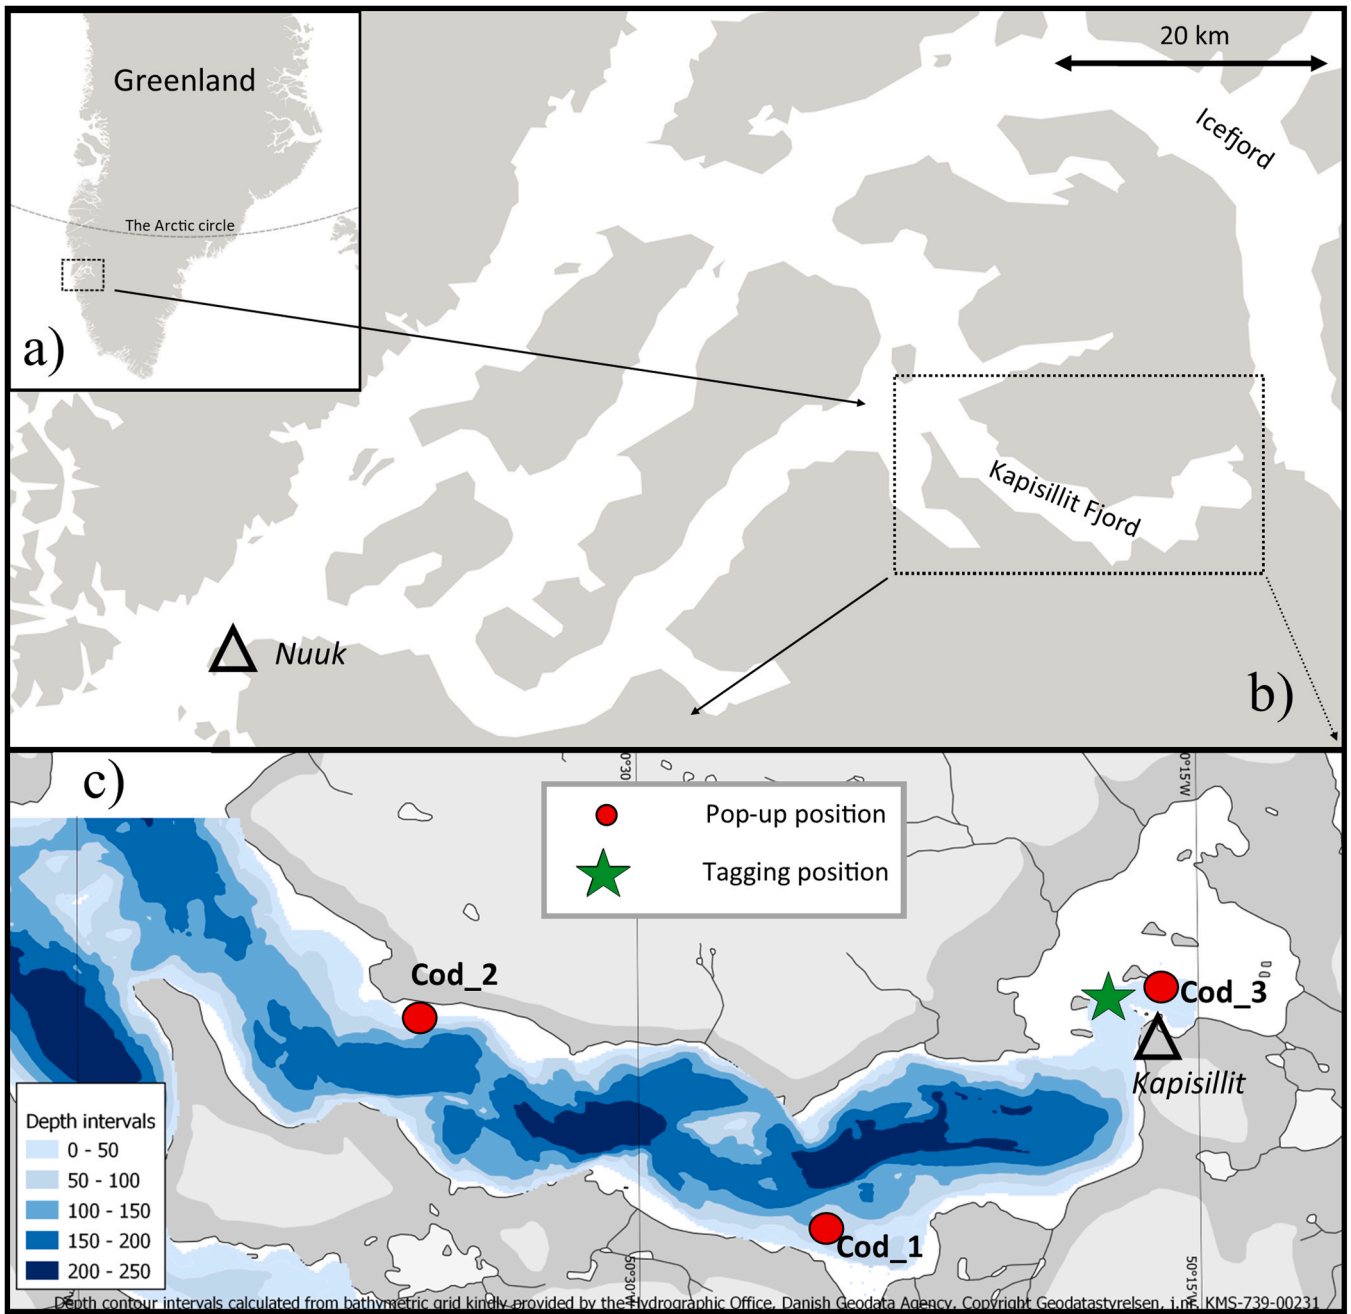 Greenland
The Arctic circle
a)
20 km
Icefjord
Kapisillit Fjord
Nuuk
b)
c)
Pop-up position
Tagging position
Cod_2
Cod_3
Kapisillit
Cod_1
Depth intervals
0 - 50
50 - 100
100 - 150
150 - 200
200 - 250
50°30'
50°15'W
Depth contour intervals calculated from bathymetric grid kindly provided by the Hydrographic Office, Danish Geodata Agency. Copyright Geodatastyrelsen, j.nr. KMS-739-00231